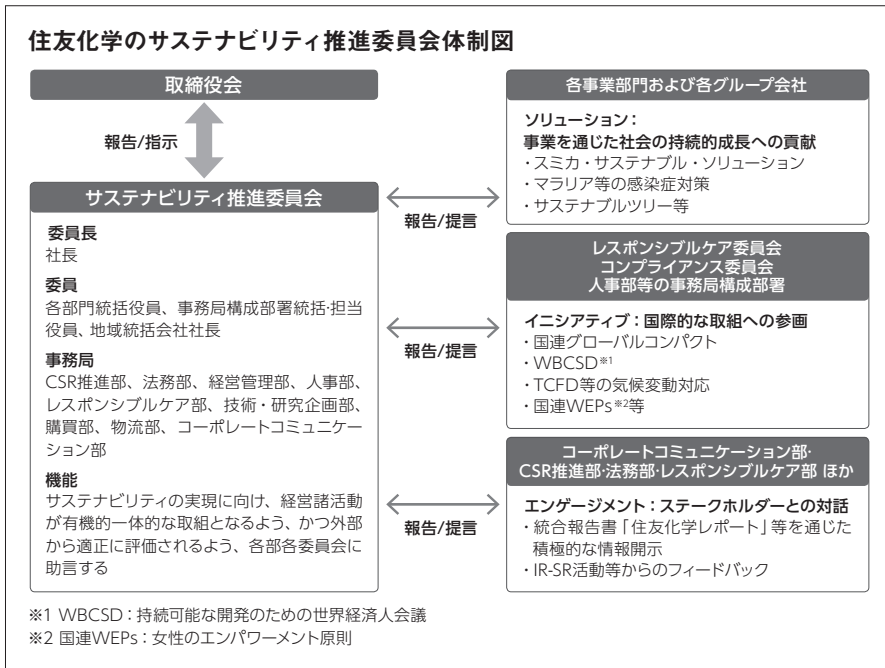 住友化学のサステナビリティ推進委員会体制図
取締役会
報告/指示
サステナビリティ推進委員会
委員長
社長
委員
各部門統括役員、事務局構成部署統括·担当
役員、地域統括会社社長
事務局
CSR推進部、法務部、経営管理部、人事部、
レスポンシブルケア部、技術・研究企画部、
購買部、物流部、コーポレートコミュニケー
ション部
機能
サステナビリティの実現に向け、経営諸活動
が有機的一体的な取組となるよう、かつ外部
から適正に評価されるよう、各部各委員会に
助言する
報告/提言
各事業部門および各グループ会社
ソリューション：
事業を通じた社会の持続的成長への貢献
・スミカ・サステナブル・ソリューション
・マラリア等の感染症対策
・サステナブルツリー等
報告/提言
レスポンシブルケア委員会
コンプライアンス委員会
人事部等の事務局構成部署
イニシアティブ：国際的な取組への参画
・国連グローバルコンパクト
・WBCSD※1
・TCFD等の気候変動対応
・国連WEPs※2等
報告/提言
コーポレートコミュニケーション部·
CSR推進部·法務部·レスポンシブルケア部 ほか
エンゲージメント：ステークホルダーとの対話
・統合報告書「住友化学レポート」等を通じた
積極的な情報開示
・IR-SR活動等からのフィードバック
※1 WBCSD：持続可能な開発のための世界経済人会議
※2 国連WEPs：女性のエンパワーメント原則